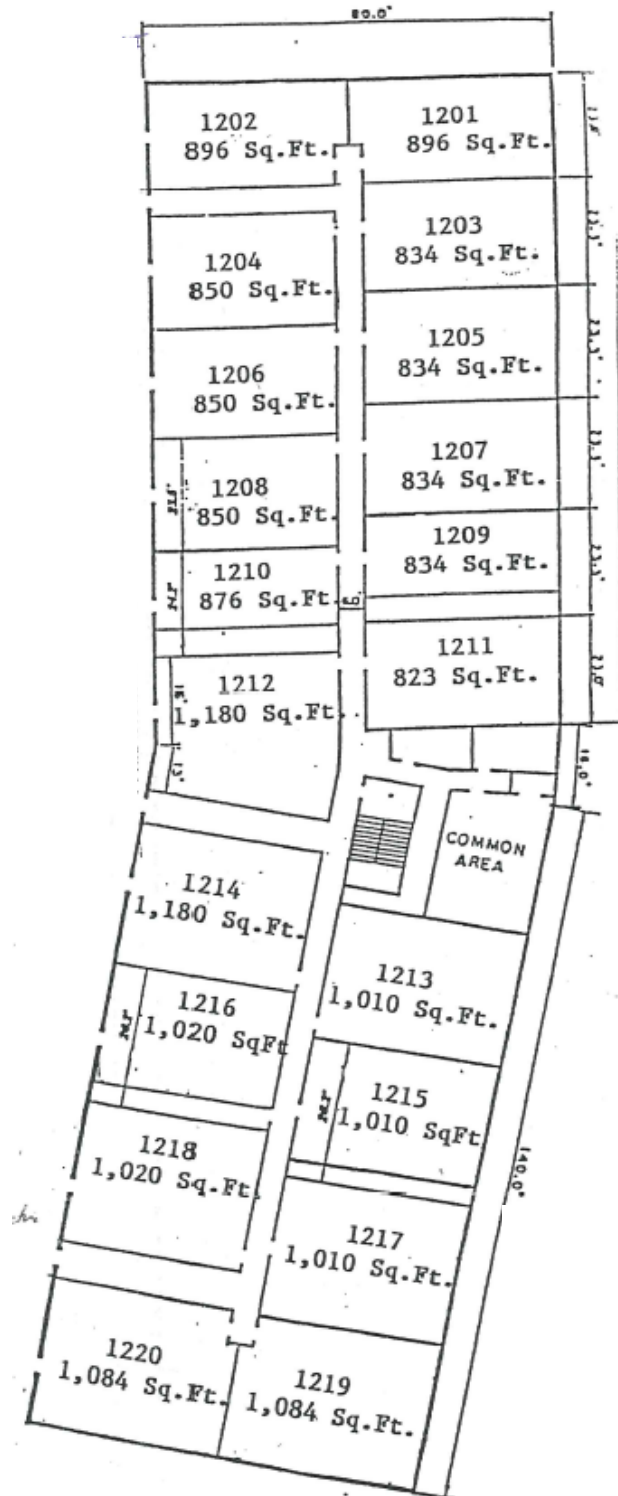 80.0'
1202
896 Sq.Ft.
1201
896 Sq.Ft.
1203
834 Sq.Ft.
1204
850 Sq.Ft.
1205
834 Sq.Ft.
1206
850 Sq.Ft.
1207
834 Sq.Ft.
1208
850 Sq.Ft.
1209
834 Sq.Ft.
1210
876 Sq.Ft.
1211
823 Sq.Ft.
1212
1,180 Sq.Ft
13'
COMMON
AREA
1214
1,180 Sq.Ft.
1213
1,010 Sq.Ft.
1216
1,020 SqFt
1215
1,010 SqFt
1218
1,020 Sq.Ft.
140.0'
1217
1,010 Sq.Ft.
1220
1,084 Sq.Ft.
1219
1,084 Sq.Ft.